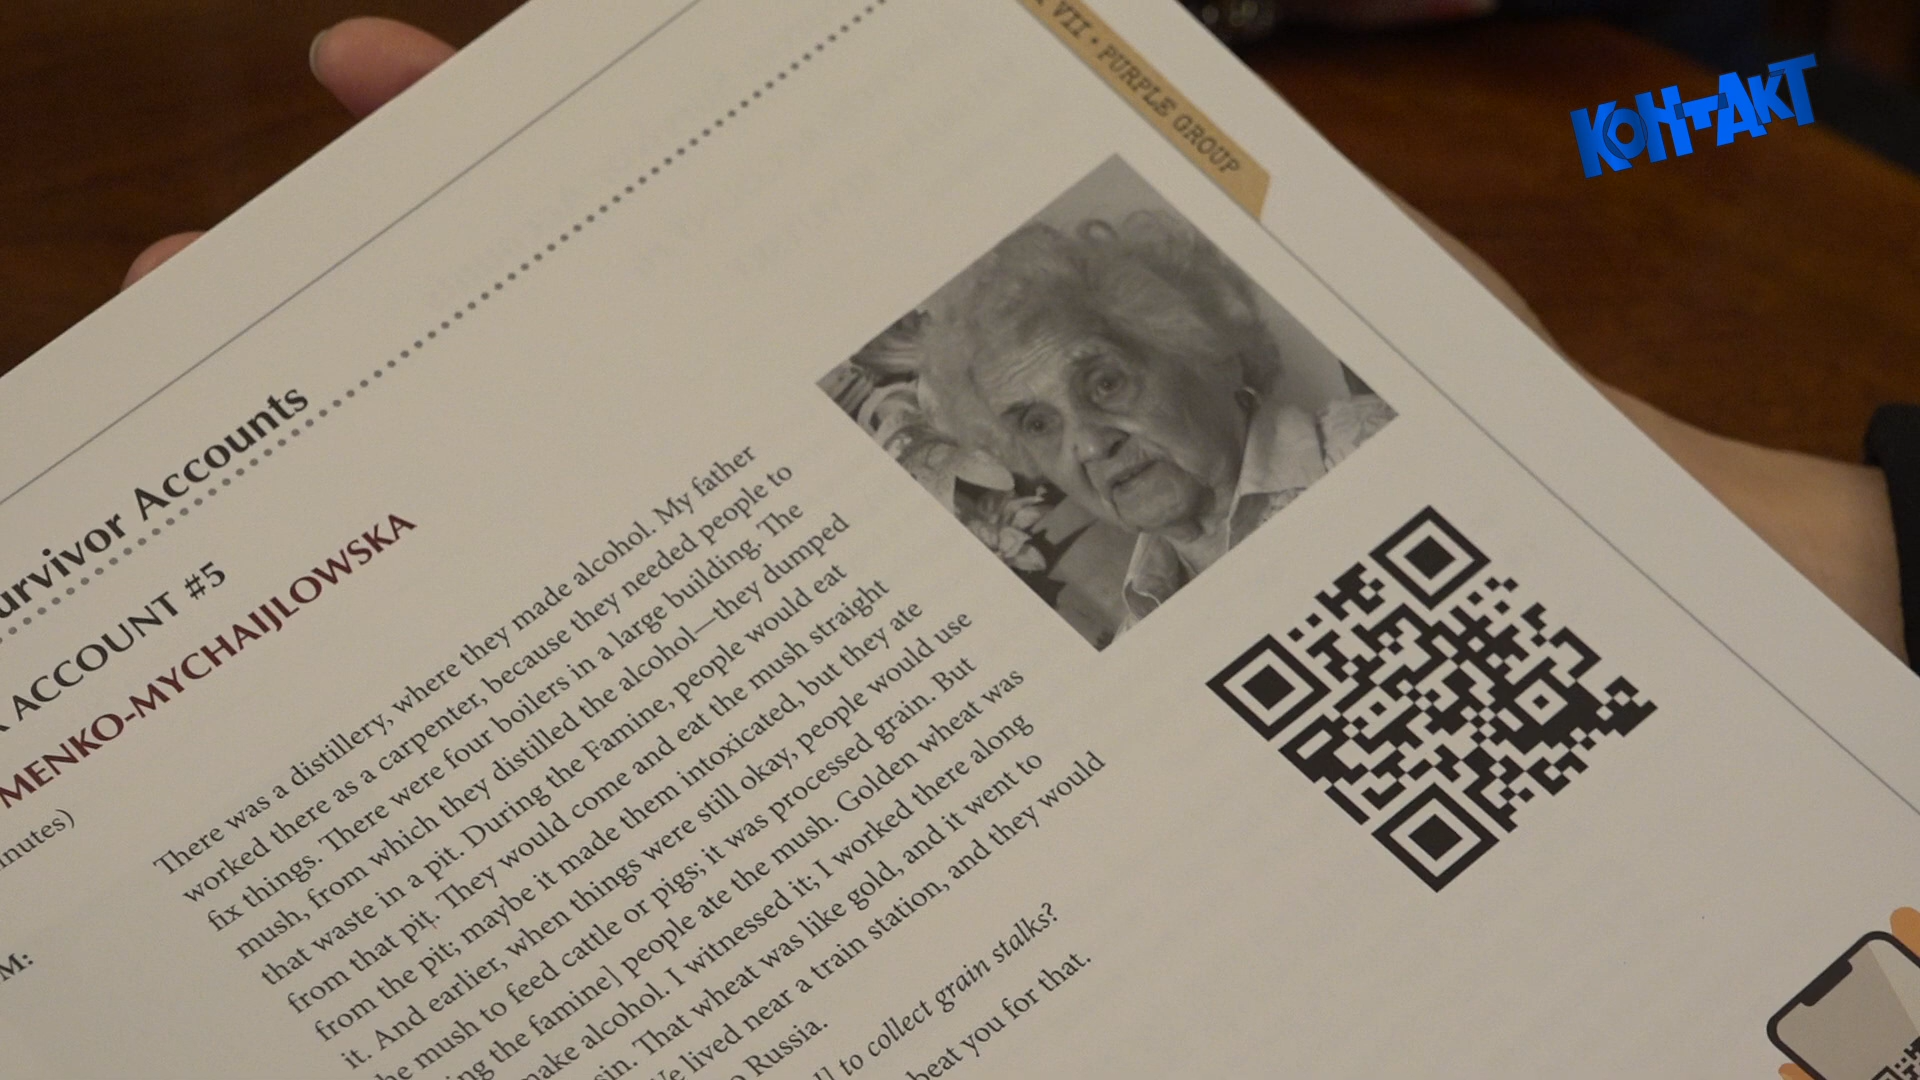 VII • PURPLE GROUP
KOHTAKT
urvivor Accounts
ACCOUNT #5
MENKO-MYCHAIJLOWSKA
inutes)
M:
There was a distillery, where they made alcohol. My father
worked there as a carpenter, because they needed people to
fix things. There were four boilers in a large building. The
mush, from which they distilled the alcohol—they dumped
that waste in a pit. During the Famine, people would eat
from that pit. They would come and eat the mush straight
from the pit; maybe it made them intoxicated, but they ate
it. And earlier, when things were still okay, people would use
he mush to feed cattle or pigs; it was processed grain. But
ing the famine] people ate the mush. Golden wheat was
make alcohol. I witnessed it; I worked there along
sin. That wheat was like gold, and it went to
e lived near a train station, and they would
o Russia.
l] to collect grain stalks?
beat you for that.